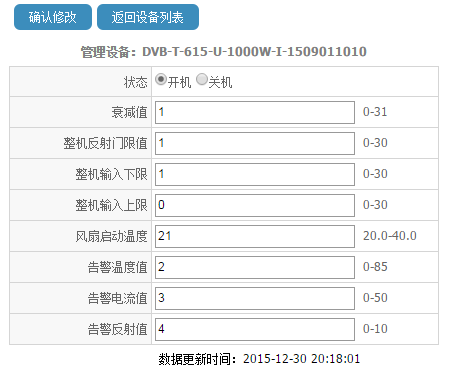 确认修改 返回设备列表
管理设备：DVB-T-615-U-1000W-I-1509011010
状态 开机 关机
衰减值 1 0-31
整机反射门限值 1 0-30
整机输入下限 1 0-30
整机输入上限 0 0-30
风扇启动温度 21 20.0-40.0
告警温度值 2 0-85
告警电流值 3 0-50
告警反射值 4 0-10
数据更新时间：2015-12-30 20:18:01